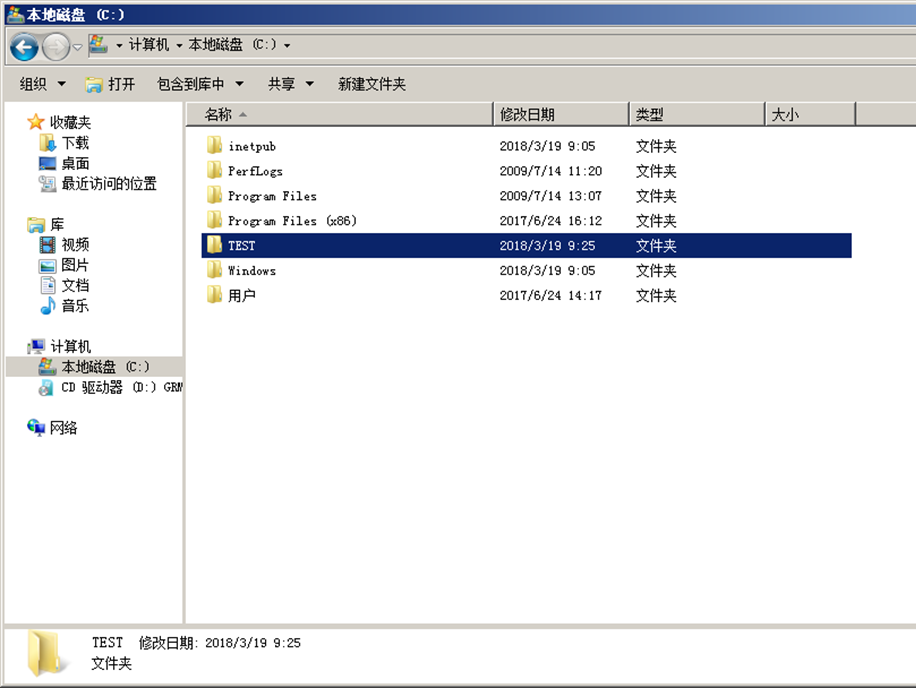 本地磁盘 (C:)
计算机 本地磁盘 (C:)
组织 打开 包含到库中 共享 新建文件夹
收藏夹
下载
桌面
最近访问的位置
库
视频
图片
文档
音乐
计算机
本地磁盘 (C:)
CD 驱动器 (D:) GRM
网络
名称 修改日期 类型 大小
inetpub 2018/3/19 9:05 文件夹
PerfLogs 2009/7/14 11:20 文件夹
Program Files 2009/7/14 13:07 文件夹
Program Files (x86) 2017/6/24 16:12 文件夹
TEST 2018/3/19 9:25 文件夹
Windows 2018/3/19 9:05 文件夹
用户 2017/6/24 14:17 文件夹
TEST 修改日期: 2018/3/19 9:25
文件夹